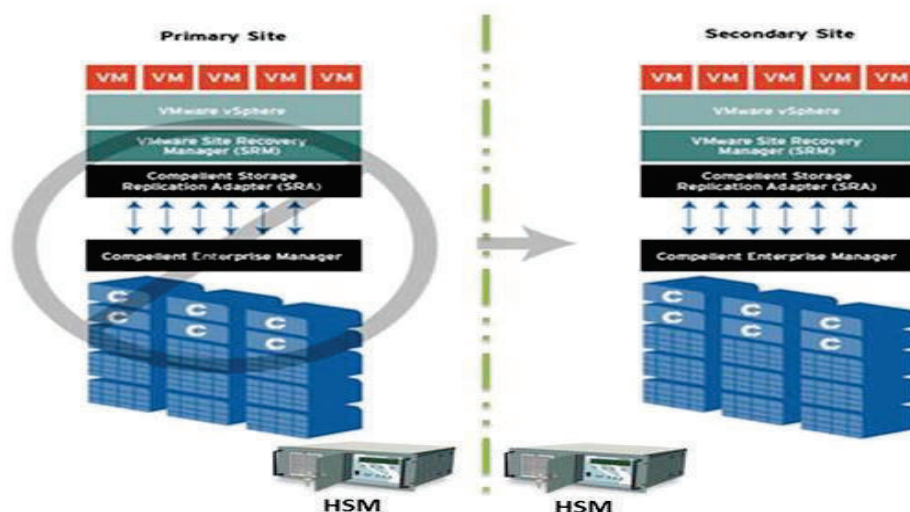 Primary Site
VM VM VM VM VM
VMware vSphere
VMware Site Recovery
Manager (SRM)
Compellent Storage
Replication Adapter (SRA)
Compellent Enterprise Manager
C
C
C
C
C
C
HSM
Secondary Site
VM VM VM VM VM
VMware vSphere
VMware Site Recovery
Manager (SRM)
Compellent Storage
Replication Adapter (SRA)
Compellent Enterprise Manager
C
C
C
C
C
C
HSM